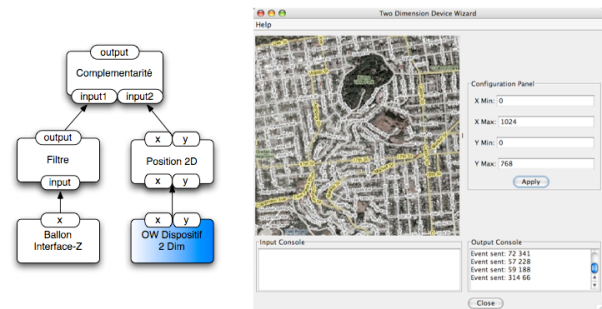 output
Complementarité
input1 input2
output
Filtre
input
x
Ballon
Interface-Z
x y
Position 2D
x y
x y
OW Dispositif
2 Dim
Two Dimension Device Wizard
Help
Configuration Panel
X Min: 0
X Max: 1024
Y Min: 0
Y Max: 768
Apply
Input Console
Output Console
Event sent: 72 341
Event sent: 57 228
Event sent: 59 188
Event sent: 314 66
Close